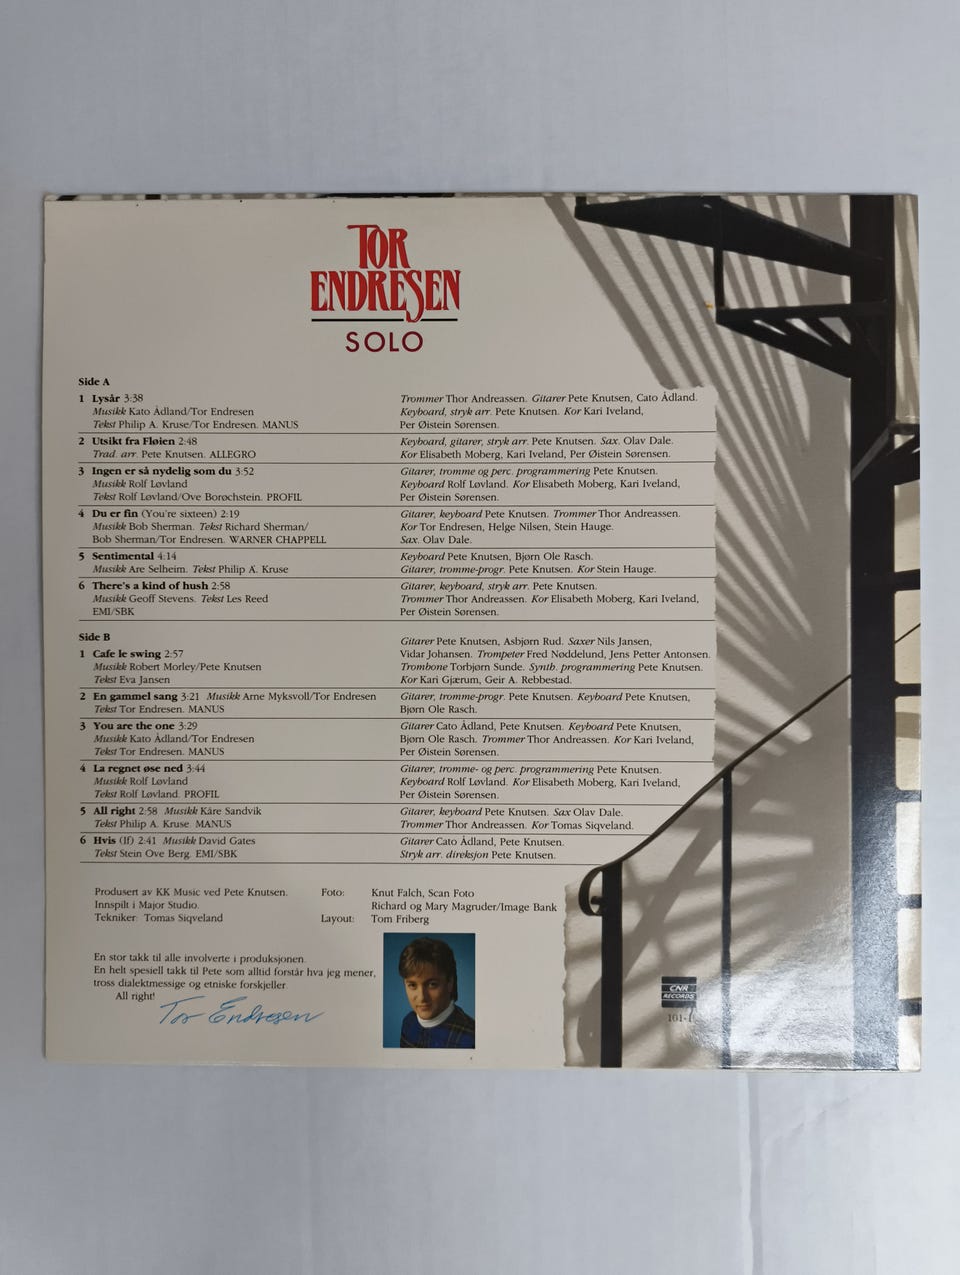 TOR
ENDRESEN
SOLO
Side A
1 Lysår 3:38
Musikk Kato Ådland/Tor Endresen
Tekst Philip A. Kruse/Tor Endresen. MANUS
Trommer Thor Andreassen. Gitarer Pete Knutsen, Cato Ådland.
Keyboard, stryk arr. Pete Knutsen. Kor Kari Iveland,
Per Øistein Sørensen.
2 Utsikt fra Fløien 2:48
Trad. arr. Pete Knutsen. ALLEGRO
Keyboard, gitarer, stryk arr. Pete Knutsen. Sax. Olav Dale.
Kor Elisabeth Moberg, Kari Iveland, Per Øistein Sørensen.
3 Ingen er så nydelig som du 3:52
Musikk Rolf Løvland
Tekst Rolf Løvland/Ove Borøchstein. PROFIL
Gitarer, tromme og perc. programmering Pete Knutsen.
Keyboard Rolf Løvland. Kor Elisabeth Moberg, Kari Iveland,
Per Øistein Sørensen.
4 Du er fin (You're sixteen) 2:19
Musikk Bob Sherman. Tekst Richard Sherman/
Bob Sherman/Tor Endresen. WARNER CHAPPELL
Gitarer, keyboard Pete Knutsen. Trommer Thor Andreassen.
Kor Tor Endresen, Helge Nilsen, Stein Hauge.
Sax. Olav Dale.
5 Sentimental 4:14
Musikk Are Selheim. Tekst Philip A. Kruse
Keyboard Pete Knutsen, Bjørn Ole Rasch.
Gitarer, tromme-progr. Pete Knutsen. Kor Stein Hauge.
6 There's a kind of hush 2:58
Musikk Geoff Stevens. Tekst Les Reed
EMI/SBK
Gitarer, keyboard, stryk arr. Pete Knutsen.
Trommer Thor Andreassen. Kor Elisabeth Moberg, Kari Iveland,
Per Øistein Sørensen.
Side B
1 Cafe le swing 2:57
Musikk Robert Morley/Pete Knutsen
Tekst Eva Jansen
Gitarer Pete Knutsen, Asbjørn Rud. Saxer Nils Jansen,
Vidar Johansen. Trompeter Fred Nøddelund, Jens Petter Antonsen.
Trombone Torbjørn Sunde. Synth. programmering Pete Knutsen.
Kor Kari Gjærum, Geir A. Rebbestad.
2 En gammel sang 3:21 Musikk Arne Myksvoll/Tor Endresen
Tekst Tor Endresen. MANUS
Gitarer, tromme-progr. Pete Knutsen. Keyboard Pete Knutsen,
Bjørn Ole Rasch.
3 You are the one 3:29
Musikk Kato Ådland/Tor Endresen
Tekst Tor Endresen. MANUS
Gitarer Cato Ådland, Pete Knutsen. Keyboard Pete Knutsen,
Bjørn Ole Rasch. Trommer Thor Andreassen. Kor Kari Iveland,
Per Øistein Sørensen.
4 La regnet øse ned 3:44
Musikk Rolf Løvland
Tekst Rolf Løvland. PROFIL
Gitarer, tromme- og perc. programmering Pete Knutsen.
Keyboard Rolf Løvland. Kor Elisabeth Moberg, Kari Iveland,
Per Øistein Sørensen.
5 All right 2:58 Musikk Kåre Sandvik
Tekst Philip A. Kruse. MANUS
Gitarer, keyboard Pete Knutsen. Sax Olav Dale.
Trommer Thor Andreassen. Kor Tomas Siqveland.
6 Hvis (If) 2:41 Musikk David Gates
Tekst Stein Ove Berg. EMI/SBK
Gitarer Cato Ådland, Pete Knutsen.
Stryk arr. direksjon Pete Knutsen.
Produsert av KK Music ved Pete Knutsen.
Innspilt i Major Studio.
Tekniker: Tomas Siqveland
Foto: Knut Falch, Scan Foto
Richard og Mary Magruder/Image Bank
Layout: Tom Friberg
En stor takk til alle involverte i produksjonen.
En helt spesiell takk til Pete som alltid forstår hva jeg mener,
tross dialektmessige og etniske forskjeller.
All right!
Tor Endresen
CNR
RECORDS